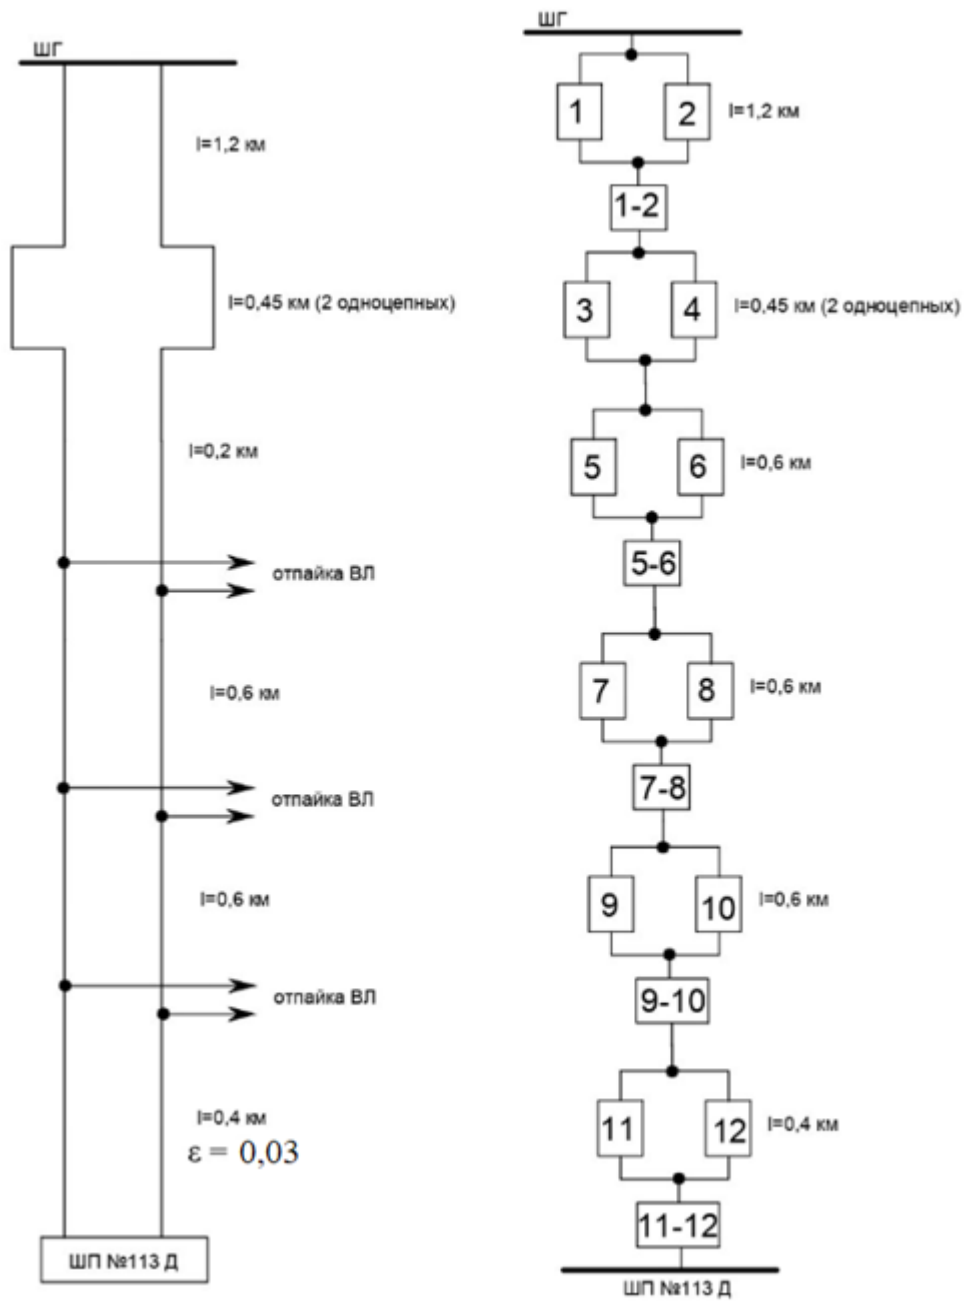 ШГ
l=1,2 км
l=0,45 км (2 одноцепных)
l=0,2 км
отпайка ВЛ
l=0,6 км
отпайка ВЛ
l=0,6 км
отпайка ВЛ
l=0,4 км
ε = 0,03
ШП №113 Д
ШГ
1
2
l=1,2 км
1-2
3
4
l=0,45 км (2 одноцепных)
5
6
l=0,6 км
5-6
7
8
l=0,6 км
7-8
9
10
l=0,6 км
9-10
11
12
l=0,4 км
11-12
ШП №113 Д